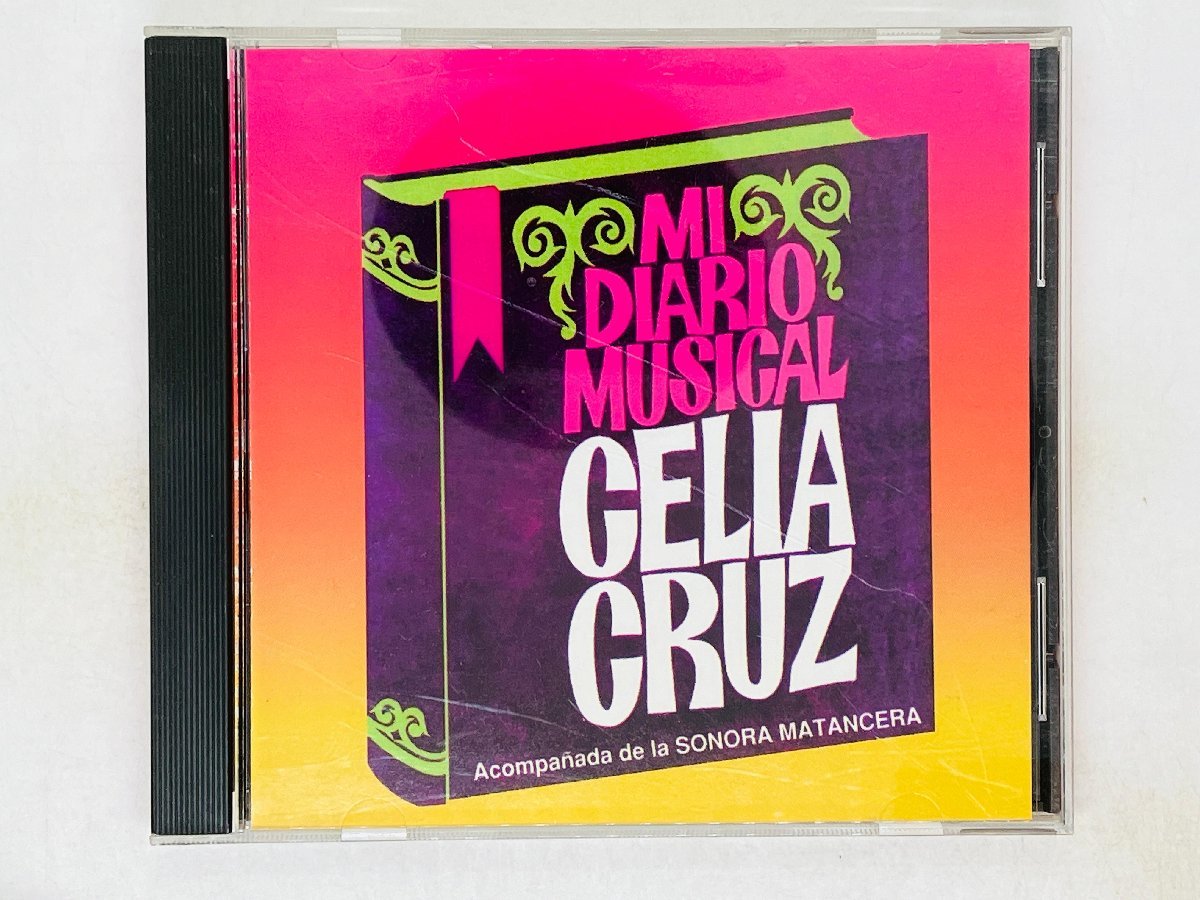 MI
DIARIO
MUSICAL
CELIA
CRUZ
Acompañada de la SONORA MATANCERA